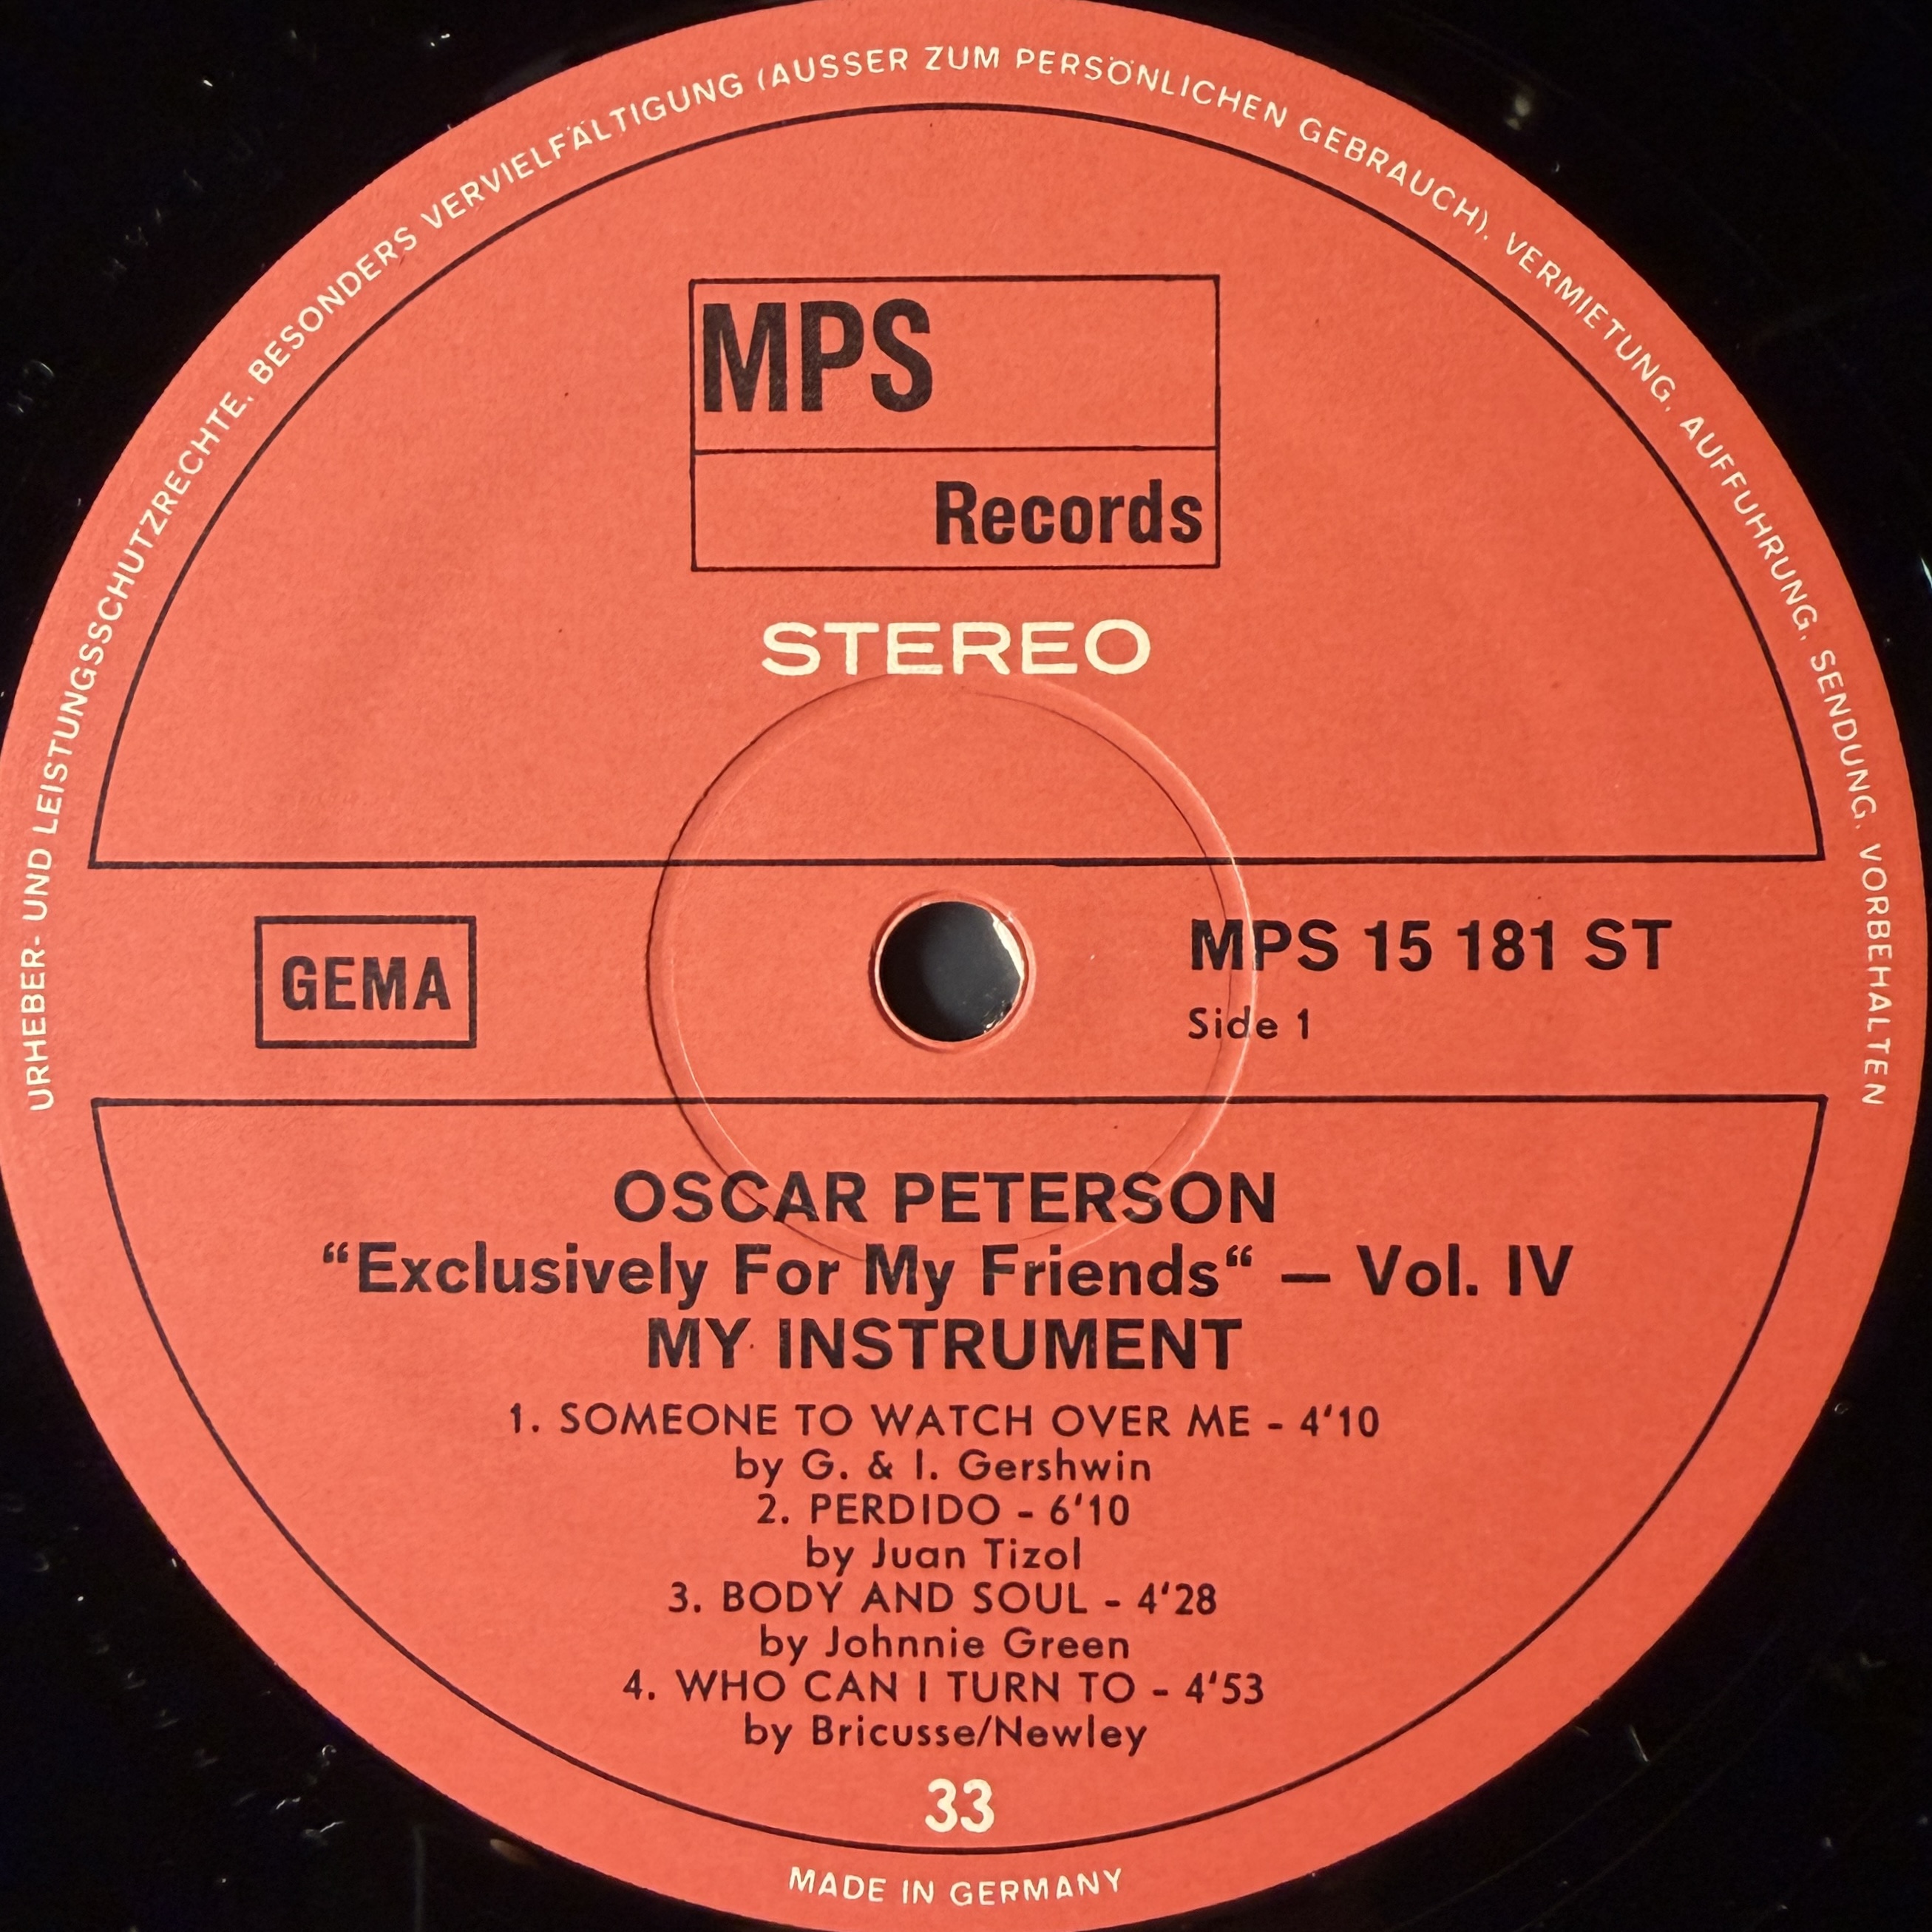 URHEBER- UND LEISTUNGSSCHUTZRECHTE, BESONDERS VERVIELFÄLTIGUNG (AUSSER ZUM PERSÖNLICHEN GEBRAUCH), VERMIETUNG, AUFFÜHRUNG, SENDUNG, VORBEHALTEN
MPS
Records
STEREO
GEMA
MPS 15 181 ST
Side 1
OSCAR PETERSON
“Exclusively For My Friends“ — Vol. IV
MY INSTRUMENT
1. SOMEONE TO WATCH OVER ME - 4‘10
by G. & I. Gershwin
2. PERDIDO - 6‘10
by Juan Tizol
3. BODY AND SOUL - 4‘28
by Johnnie Green
4. WHO CAN I TURN TO - 4‘53
by Bricusse/Newley
33
MADE IN GERMANY